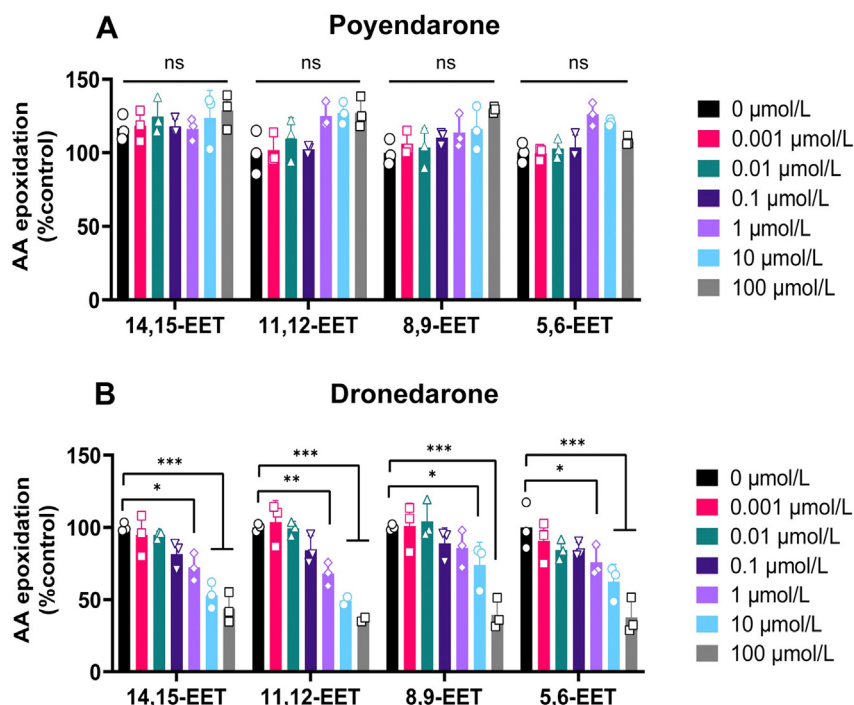 A
Poyendarone
ns
ns
ns
ns
AA epoxidation
(%control)
150
100
50
0
14,15-EET
11,12-EET
8,9-EET
5,6-EET
0 μmol/L
0.001 μmol/L
0.01 μmol/L
0.1 μmol/L
1 μmol/L
10 μmol/L
100 μmol/L
B
Dronedarone
***
*
***
**
***
*
***
*
AA epoxidation
(%control)
150
100
50
0
14,15-EET
11,12-EET
8,9-EET
5,6-EET
0 μmol/L
0.001 μmol/L
0.01 μmol/L
0.1 μmol/L
1 μmol/L
10 μmol/L
100 μmol/L